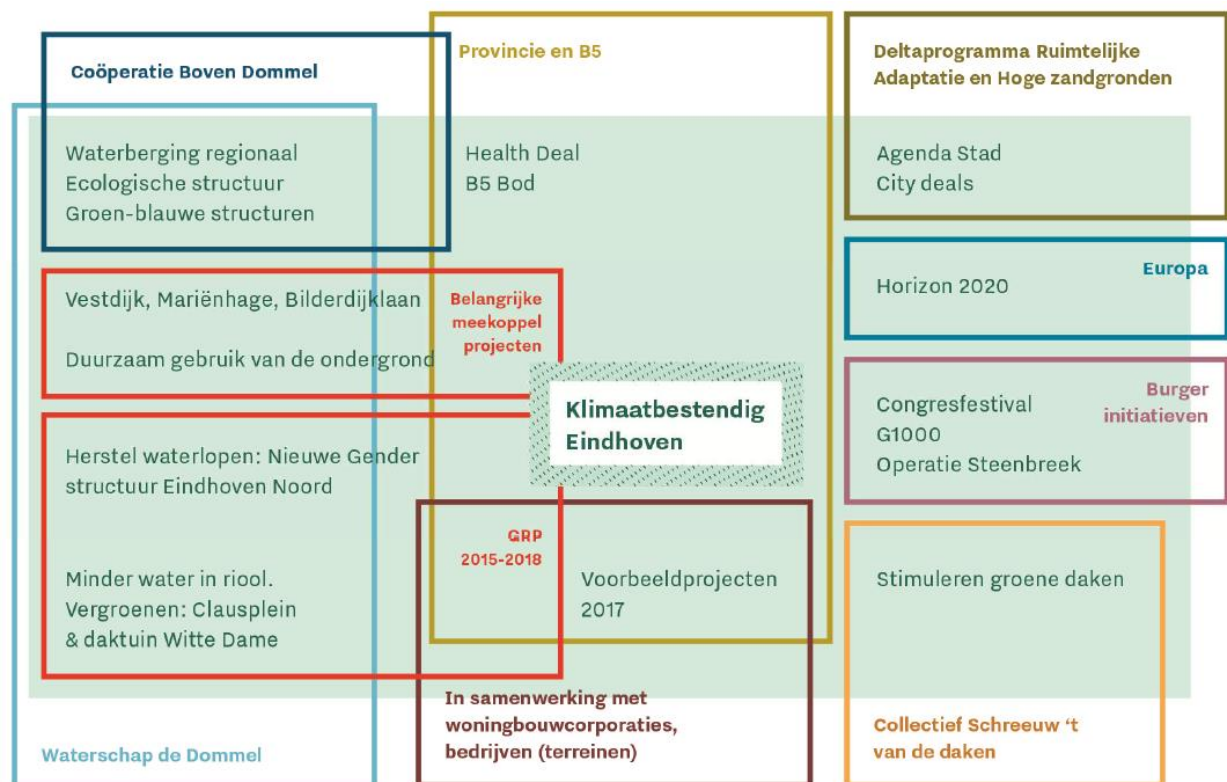 Coöperatie Boven Dommel
Waterberging regionaal
Ecologische structuur
Groen-blauwe structuren
Provincie en B5
Health Deal
B5 Bod
Deltaprogramma Ruimtelijke
Adaptatie en Hoge zandgronden
Agenda Stad
City deals
Vestdijk, Mariënhage, Bilderdijklaan
Duurzaam gebruik van de ondergrond
Belangrijke
meekoppel
projecten
Europa
Horizon 2020
Klimaatbestendig
Eindhoven
Burger
initiatieven
Congresfestival
G1000
Operatie Steenbreek
Herstel waterlopen: Nieuwe Gender
structuur Eindhoven Noord
Minder water in riool.
Vergroenen: Clausplein
& daktuin Witte Dame
GRP
2015-2018
Voorbeeldprojecten
2017
Stimuleren groene daken
Waterschap de Dommel
In samenwerking met
woningbouwcorporaties,
bedrijven (terreinen)
Collectief Schreeuw ‘t
van de daken